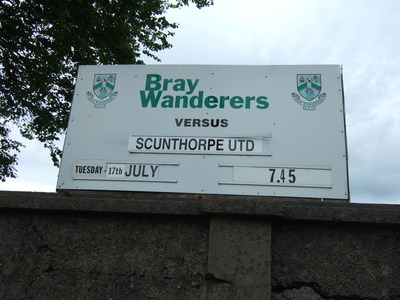 Bray
Wanderers
VERSUS
SCUNTHORPE UTD
TUESDAY - 17th JULY
7.45